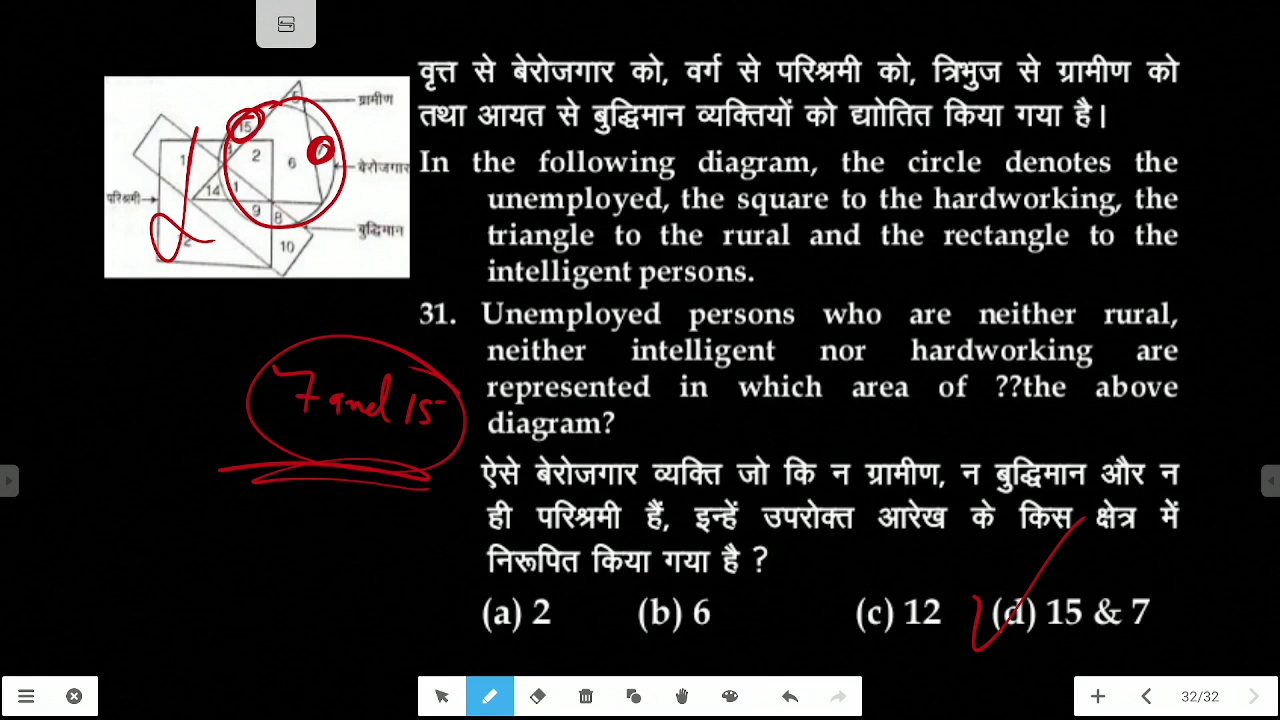 वृत्त से बेरोजगार को, वर्ग से परिश्रमी को, त्रिभुज से ग्रामीण को
तथा आयत से बुद्धिमान व्यक्तियों को द्योतित किया गया है।
In the following diagram, the circle denotes the
unemployed, the square to the hardworking, the
triangle to the rural and the rectangle to the
intelligent persons.
31. Unemployed persons who are neither rural,
neither intelligent nor hardworking are
represented in which area of ??the above
diagram?
ऐसे बेरोजगार व्यक्ति जो कि न ग्रामीण, न बुद्धिमान और न
ही परिश्रमी हैं, इन्हें उपरोक्त आरेख के किस क्षेत्र में
निरूपित किया गया है ?
(a) 2 (b) 6 (c) 12 (d) 15 & 7
5 ग्रामीण
15
2 6 बेरोजगार
14 1
परिश्रमी
9 8
बुद्धिमान
10
7 and 15
32/32